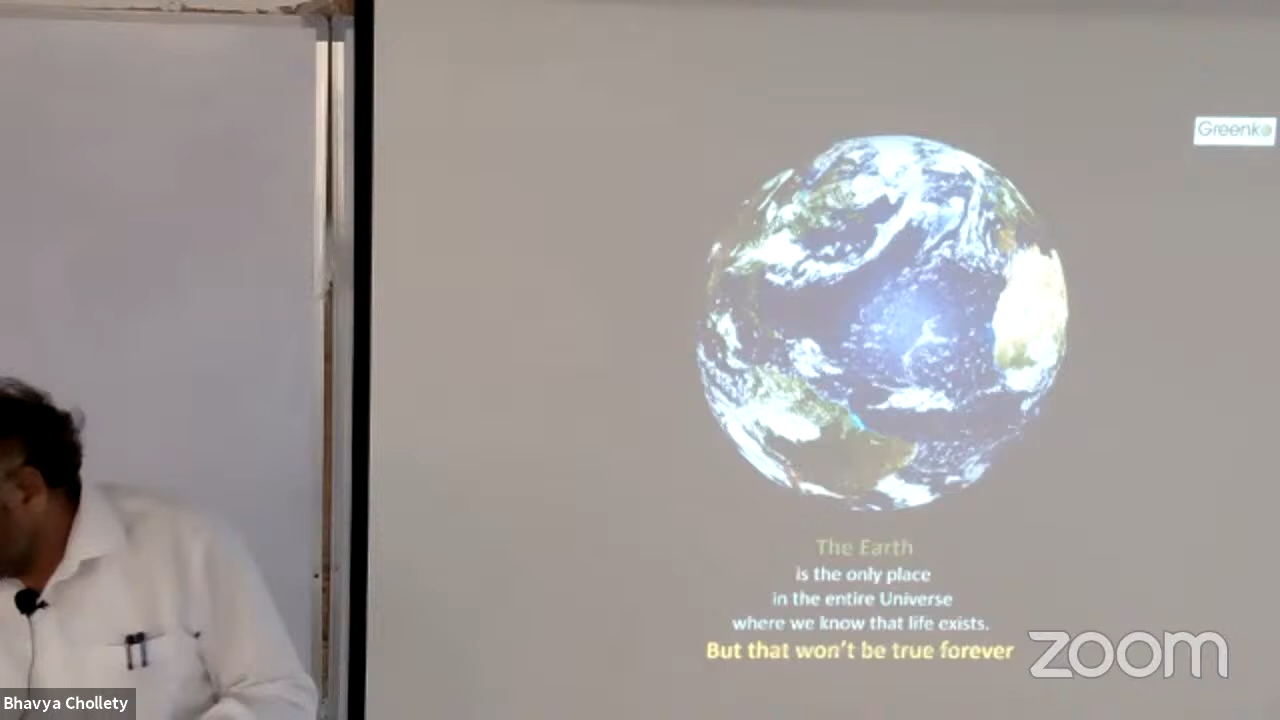 Greenko
The Earth
is the only place
in the entire Universe
where we know that life exists.
But that won't be true forever
zoom
Bhavya Chollety